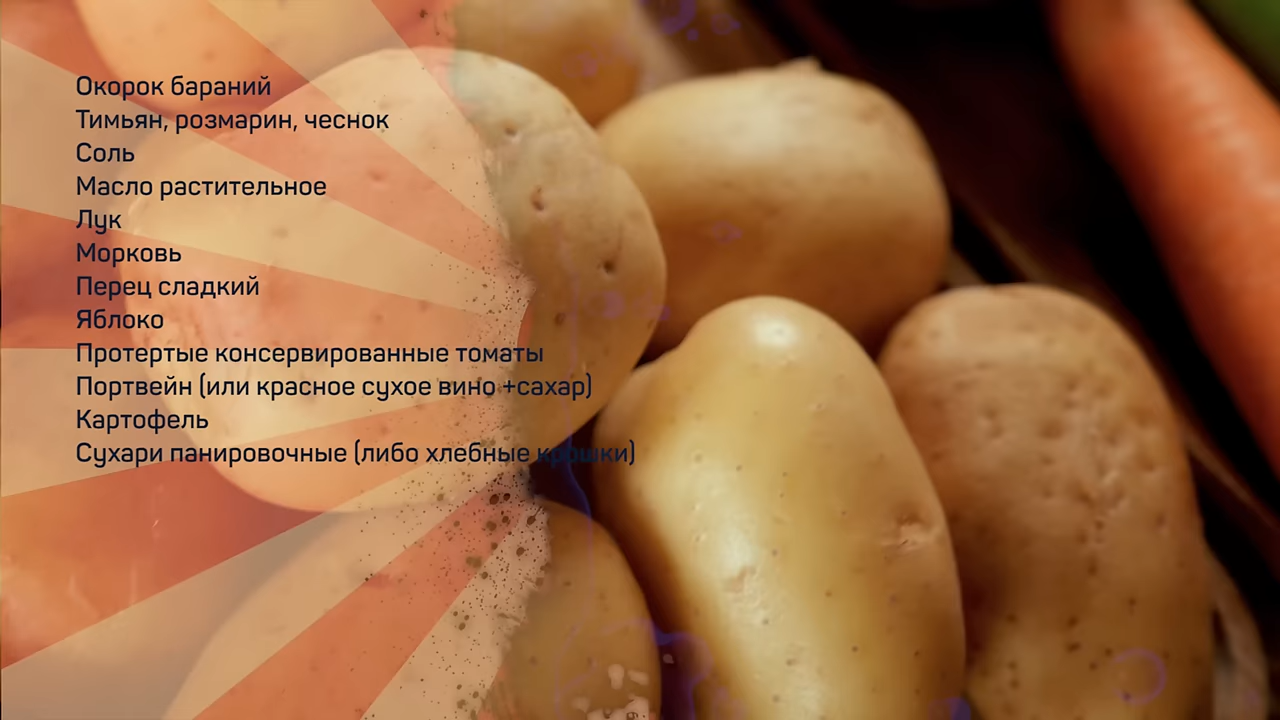 Окорок бараний
Тимьян, розмарин, чеснок
Соль
Масло растительное
Лук
Морковь
Перец сладкий
Яблоко
Протертые консервированные томаты
Портвейн (или красное сухое вино +сахар)
Картофель
Сухари панировочные (либо хлебные крошки)